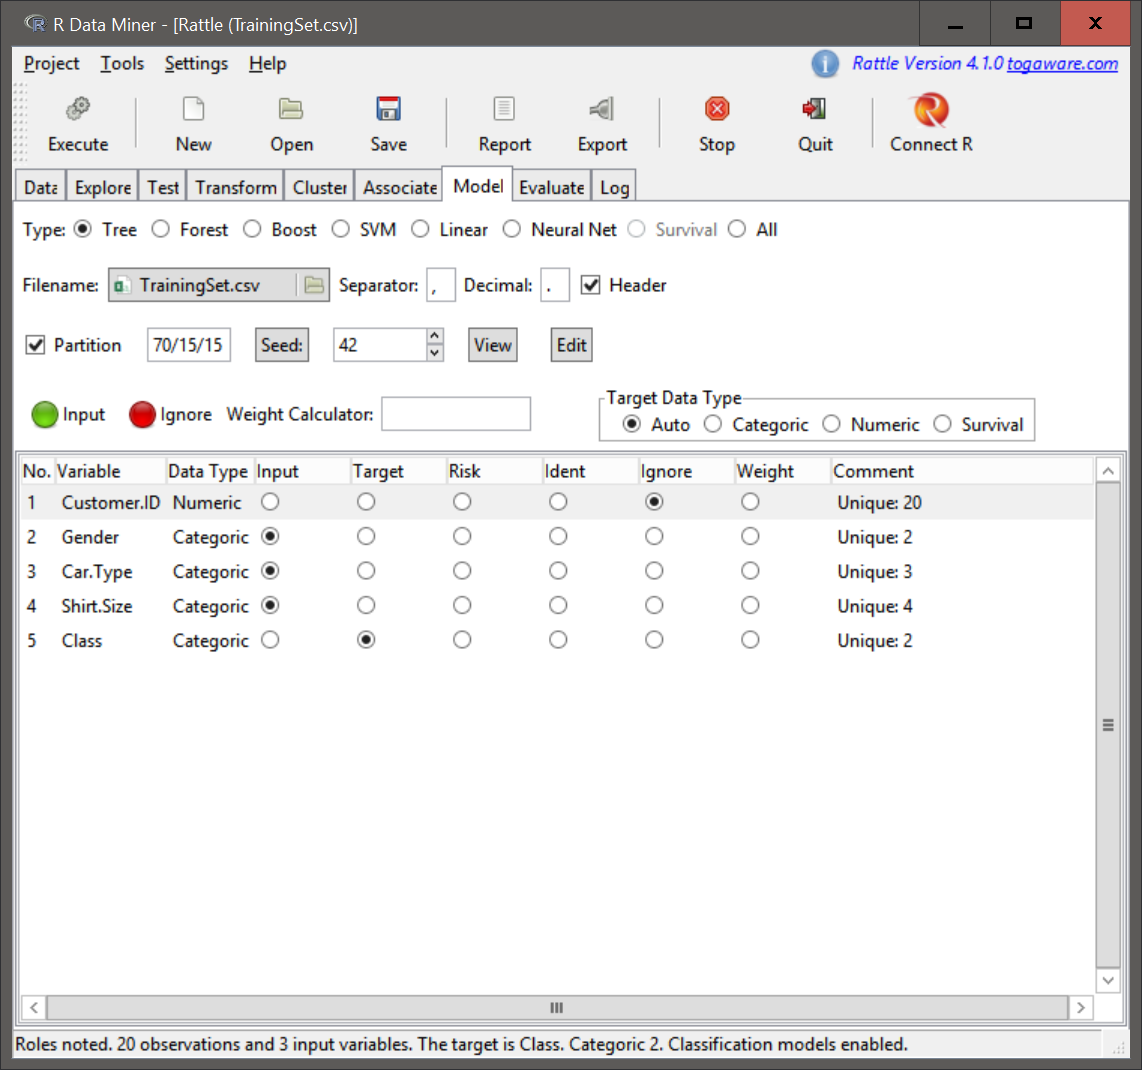 R Data Miner - [Rattle (TrainingSet.csv)]
Project Tools Settings Help Rattle Version 4.1.0 togaware.com
Execute New Open Save Report Export Stop Quit Connect R
Data Explore Test Transform Cluster Associate Model Evaluate Log
Type: Tree Forest Boost SVM Linear Neural Net Survival All
Filename: TrainingSet.csv Separator: , Decimal: . Header
Partition 70/15/15 Seed: 42 View Edit
Target Data Type
Input Ignore Weight Calculator: Auto Categoric Numeric Survival
No. Variable Data Type Input Target Risk Ident Ignore Weight Comment
1 Customer.ID Numeric Unique: 20
2 Gender Categoric Unique: 2
3 Car.Type Categoric Unique: 3
4 Shirt.Size Categoric Unique: 4
5 Class Categoric Unique: 2
Roles noted. 20 observations and 3 input variables. The target is Class. Categoric 2. Classification models enabled.